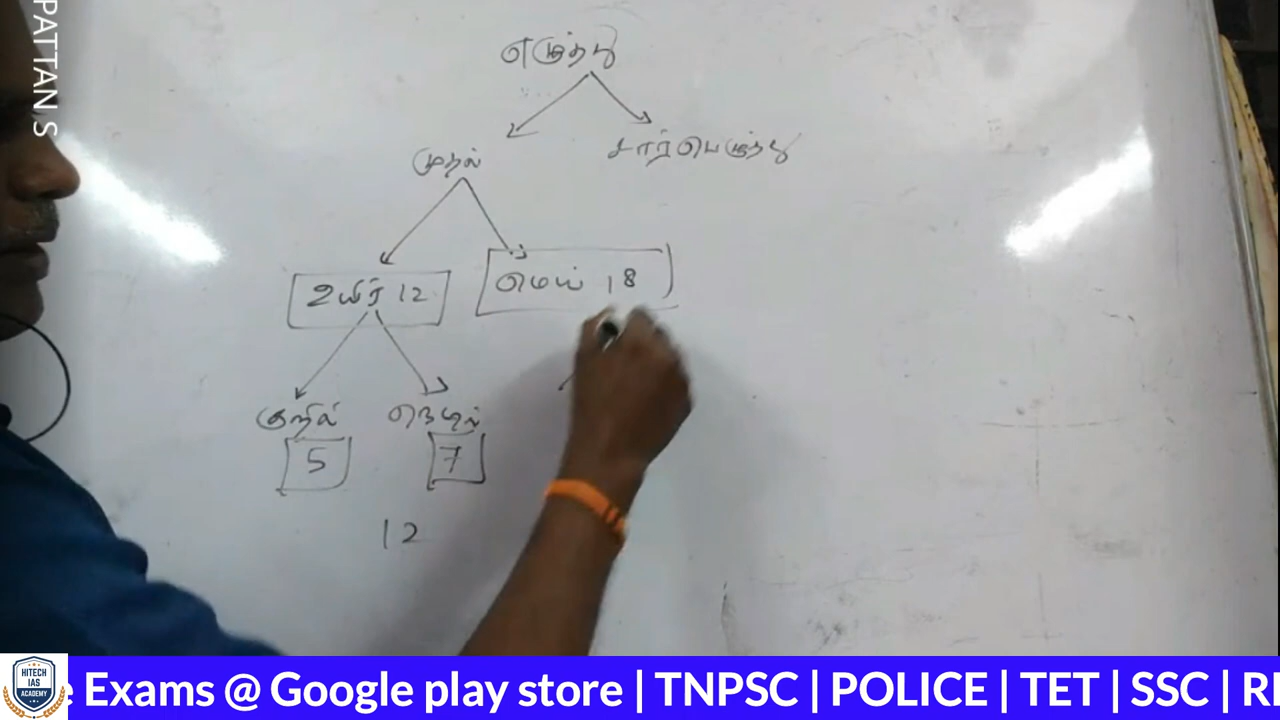 PATTAN S
எழுத்து
முதல் சார்பெழுத்து
உயிர் 12 மெய் 18
குறில் நெடில்
5 7
12
HITECH
IAS
ACADEMY
e Exams @ Google play store | TNPSC | POLICE | TET | SSC | R